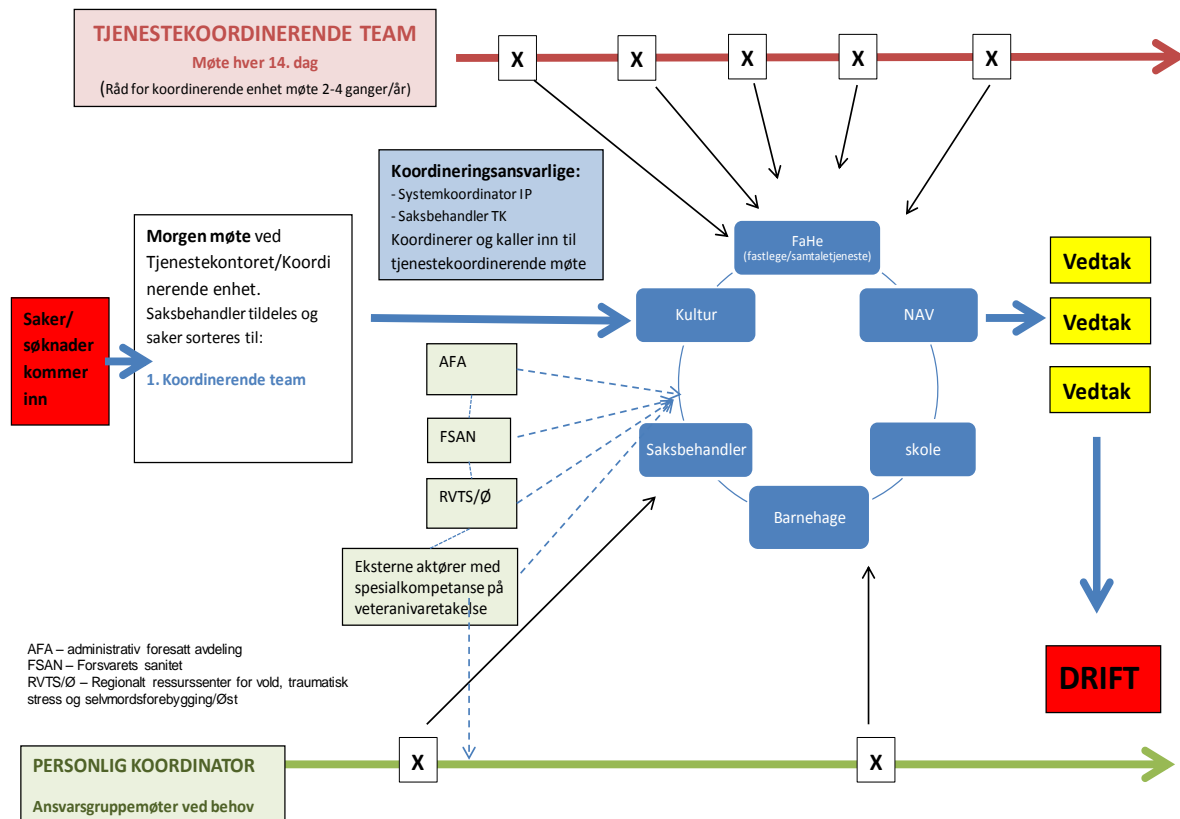 TJENESTEKOORDINERENDE TEAM
Møte hver 14. dag
(Råd for koordinerende enhet møte 2-4 ganger/år)
X
X
X
X
X
Koordineringsansvarlige:
- Systemkoordinator IP
- Saksbehandler TK
Koordinerer og kaller inn til
tjenestekoordinerende møte
Morgen møte ved
Tjenestekontoret/Koordi
nerende enhet.
Saksbehandler tildeles og
saker sorteres til:
1. Koordinerende team
Saker/
søknader
kommer
inn
FaHe
(fastlege/samtaletjeneste)
Kultur
NAV
Saksbehandler
skole
Barnehage
Vedtak
Vedtak
Vedtak
AFA
FSAN
RVTS/Ø
Eksterne aktører med
spesialkompetanse på
veteranivaretakelse
AFA – administrativ foresatt avdeling
FSAN – Forsvarets sanitet
RVTS/Ø – Regionalt ressurssenter for vold, traumatisk
stress og selvmordsforebygging/Øst
DRIFT
PERSONLIG KOORDINATOR
Ansvarsgruppemøter ved behov
X
X